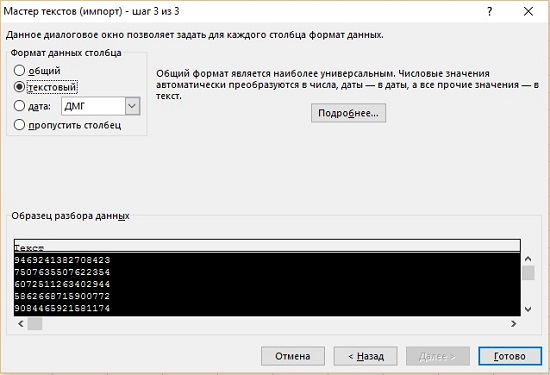 Мастер текстов (импорт) - шаг 3 из 3
Данное диалоговое окно позволяет задать для каждого столбца формат данных.
Формат данных столбца
общий
текстовый
дата: ДМГ
пропустить столбец
Общий формат является наиболее универсальным. Числовые значения
автоматически преобразуются в числа, даты — в даты, а все прочие значения — в
текст.
Подробнее...
Образец разбора данных
Текст
9469241382708423
7507635507622354
6072511263402944
5862668715900772
9084465921581174
Отмена
< Назад
Далее >
Готово